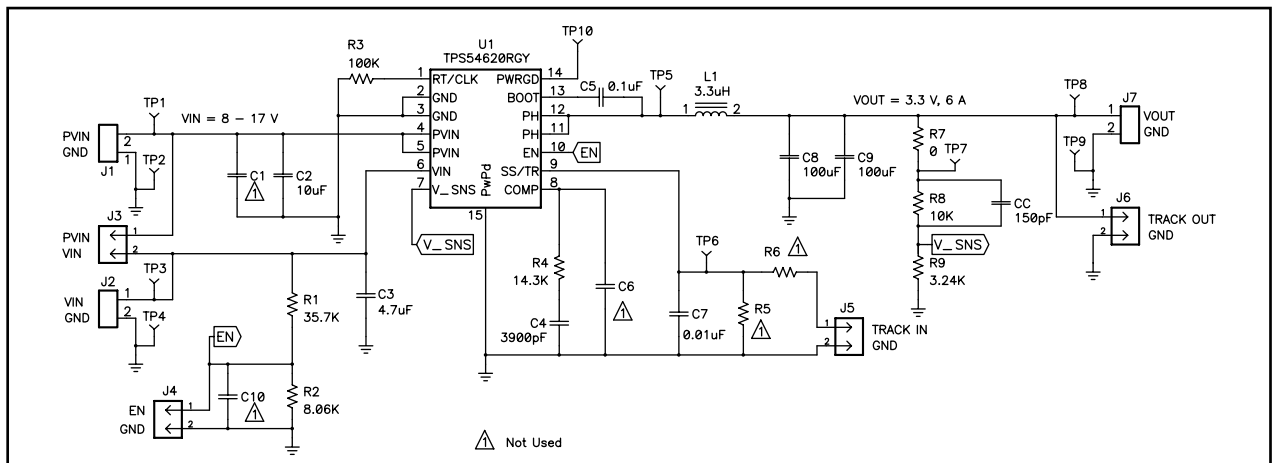 U1
TPS54620RGY
TP10
R3
100K
1 RT/CLK PWRGD 14
2 GND BOOT 13
3 GND PH 12
4 PVIN PH 11
5 PVIN EN 10
6 VIN SS/TR 9
7 V_SNS COMP 8
PwPd
15
EN
V_SNS
C5 0.1uF
TP5
L1
3.3uH
1 2
VOUT = 3.3 V, 6 A
TP8
J7
1 VOUT
2 GND
TP9
TP1
VIN = 8 – 17 V
PVIN 2
GND 1
J1
TP2
C1
1
C2
10uF
J3
PVIN 1
VIN 2
TP3
J2
VIN 1
GND 2
TP4
R1
35.7K
C3
4.7uF
EN
J4
EN 1
GND 2
C10
1
R2
8.06K
R4
14.3K
C4
3900pF
C6
1
TP6
C7
0.01uF
R6
1
R5
1
J5
1 TRACK IN
2 GND
C8
100uF
C9
100uF
R7
0
TP7
R8
10K
CC
150pF
V_SNS
R9
3.24K
J6
1 TRACK OUT
2 GND
1 Not Used